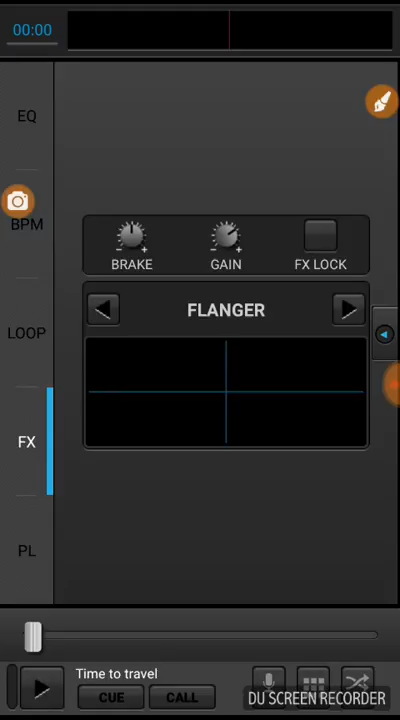 00:00
EQ
BPM
LOOP
FX
PL
BRAKE
GAIN
FX LOCK
FLANGER
Time to travel
CUE
CALL
DU SCREEN RECORDER